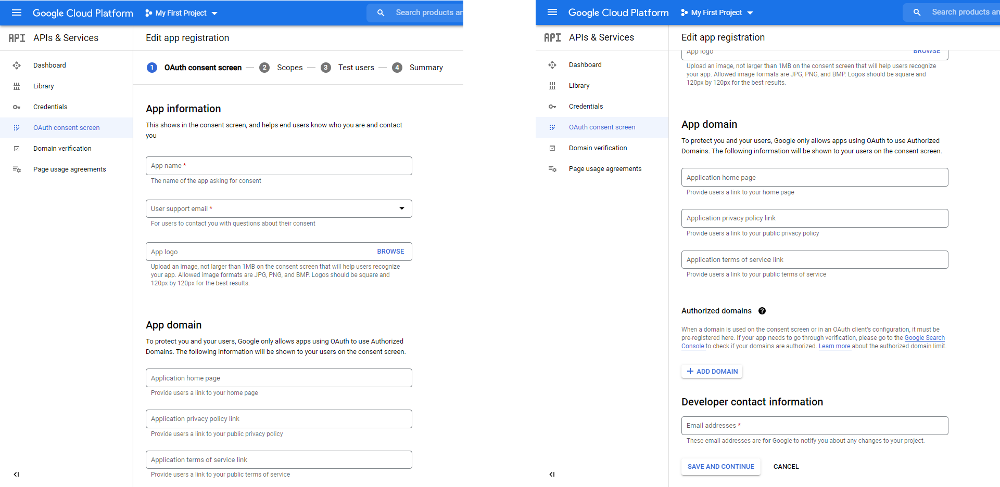 Google Cloud Platform
My First Project
Search products an
API
APIs & Services
Edit app registration
Dashboard
Library
Credentials
OAuth consent screen
Domain verification
Page usage agreements
1 OAuth consent screen — 2 Scopes — 3 Test users — 4 Summary
App information
This shows in the consent screen, and helps end users know who you are and contact
you
App name *
The name of the app asking for consent
User support email *
For users to contact you with questions about their consent
App logo
BROWSE
Upload an image, not larger than 1MB on the consent screen that will help users recognize
your app. Allowed image formats are JPG, PNG, and BMP. Logos should be square and
120px by 120px for the best results.
App domain
To protect you and your users, Google only allows apps using OAuth to use Authorized
Domains. The following information will be shown to your users on the consent screen.
Application home page
Provide users a link to your home page
Application privacy policy link
Provide users a link to your public privacy policy
Application terms of service link
Provide users a link to your public terms of service
Google Cloud Platform
My First Project
Search products an
API
APIs & Services
Edit app registration
Dashboard
Library
Credentials
OAuth consent screen
Domain verification
Page usage agreements
App logo
BROWSE
Upload an image, not larger than 1MB on the consent screen that will help users recognize
your app. Allowed image formats are JPG, PNG, and BMP. Logos should be square and
120px by 120px for the best results.
App domain
To protect you and your users, Google only allows apps using OAuth to use Authorized
Domains. The following information will be shown to your users on the consent screen.
Application home page
Provide users a link to your home page
Application privacy policy link
Provide users a link to your public privacy policy
Application terms of service link
Provide users a link to your public terms of service
Authorized domains ?
When a domain is used on the consent screen or in an OAuth client's configuration, it must be
pre-registered here. If your app needs to go through verification, please go to the Google Search
Console to check if your domains are authorized. Learn more about the authorized domain limit.
+ ADD DOMAIN
Developer contact information
Email addresses *
These email addresses are for Google to notify you about any changes to your project.
SAVE AND CONTINUE
CANCEL